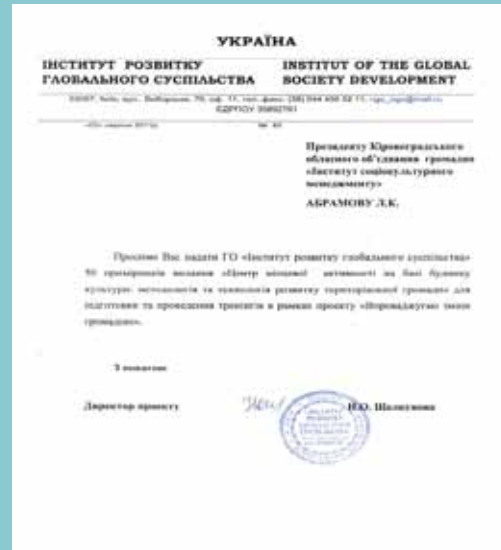 УКРАЇНА
ІНСТИТУТ РОЗВИТКУ
ГЛОБАЛЬНОГО СУСПІЛЬСТВА
INSTITUT OF THE GLOBAL
SOCIETY DEVELOPMENT
Президенту Кіровоградського
обласного об'єднання громадян
«Інститут соціокультурного
менеджменту»
АБРАМОВУ Л.К.
Просимо Вас надати ГО «Інститут розвитку глобального суспільства»
50 примірників видання «Центр місцевої активності на базі будинку
культури: методологія та технологія розвитку територіальної громади» для
підготовки та проведення тренінгів в рамках проекту «Впроваджуємо зміни
громадою».
З повагою
Директор проекту
Н.О.